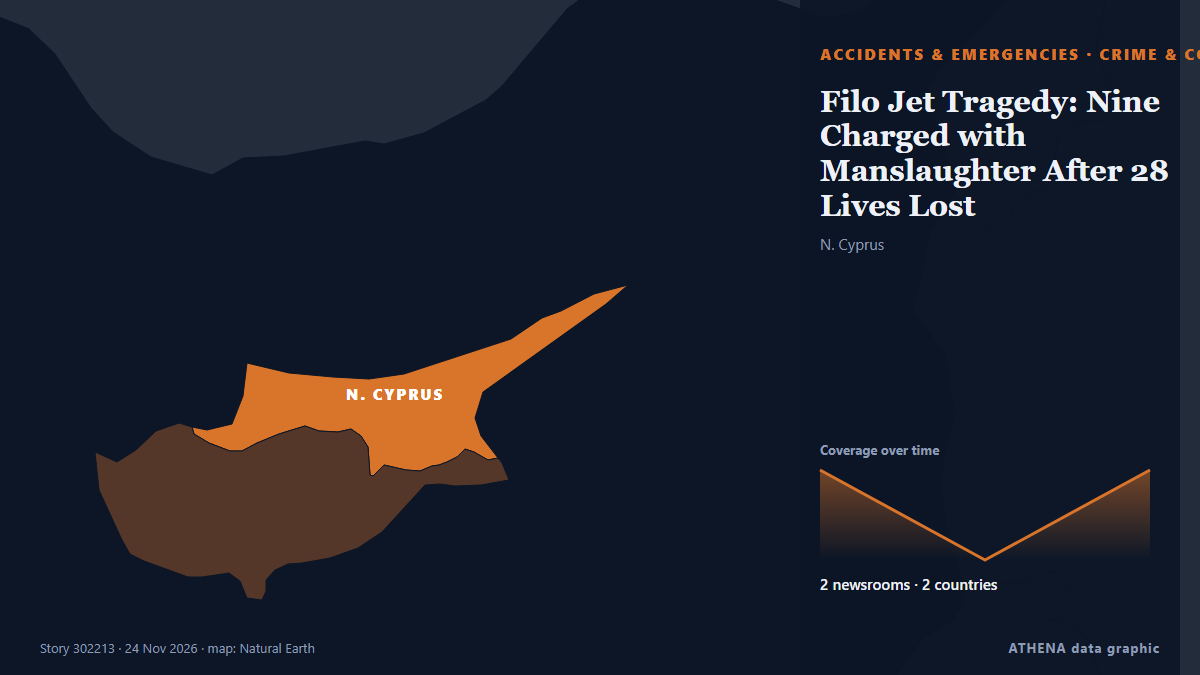 ACCIDENTS & EMERGENCIES · CRIME &
Filo Jet Tragedy: Nine
Charged with
Manslaughter After 28
Lives Lost
N. Cyprus
N. CYPRUS
Coverage over time
2 newsrooms · 2 countries
Story 302213 · 24 Nov 2026 · map: Natural Earth
ATHENA data graphic